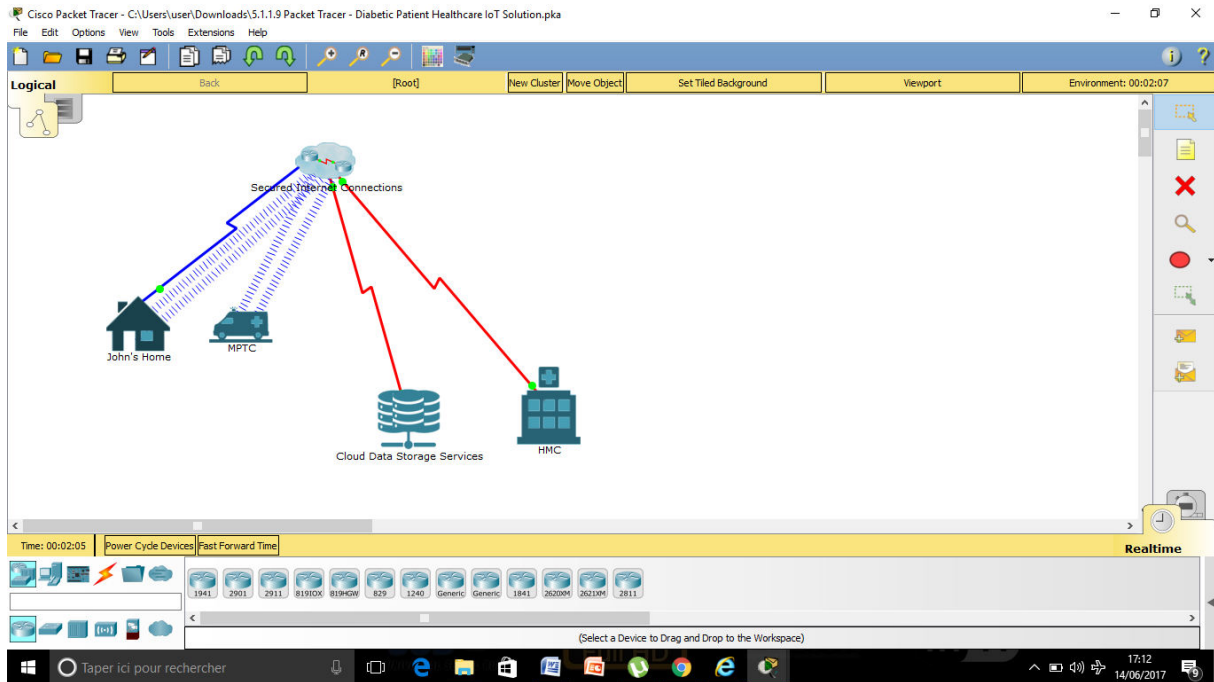 Cisco Packet Tracer - C:\Users\user\Downloads\5.1.1.9 Packet Tracer - Diabetic Patient Healthcare IoT Solution.pka
File Edit Options View Tools Extensions Help
Logical Back [Root] New Cluster Move Object Set Tiled Background Viewport Environment: 00:02:07
Secured Internet Connections
John's Home
MPTC
Cloud Data Storage Services
HMC
Time: 00:02:05 Power Cycle Devices Fast Forward Time Realtime
1941 2901 2911 819IOX 819HGW 829 1240 Generic Generic 1841 2620XM 2621XM 2811
(Select a Device to Drag and Drop to the Workspace)
Taper ici pour rechercher
17:12
14/06/2017